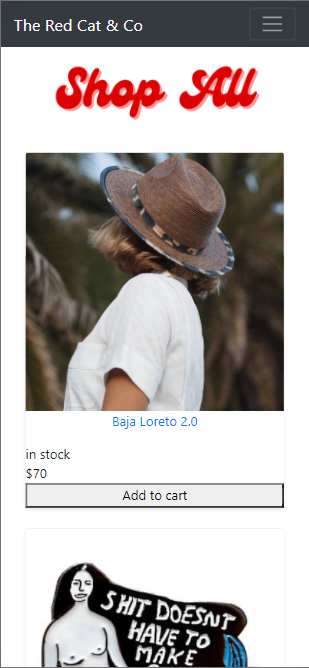 The Red Cat & Co
Shop All
Baja Loreto 2.0
in stock
$70
Add to cart
SHIT DOESNT
HAVE TO
MAKE